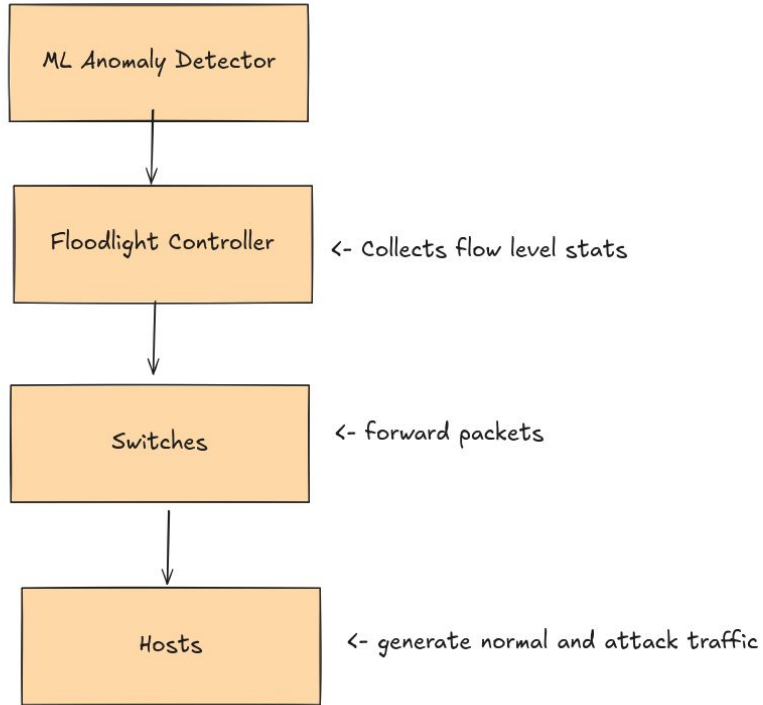 ML Anomaly Detector
Floodlight Controller
<- Collects flow level stats
Switches
<- forward packets
Hosts
<- generate normal and attack traffic